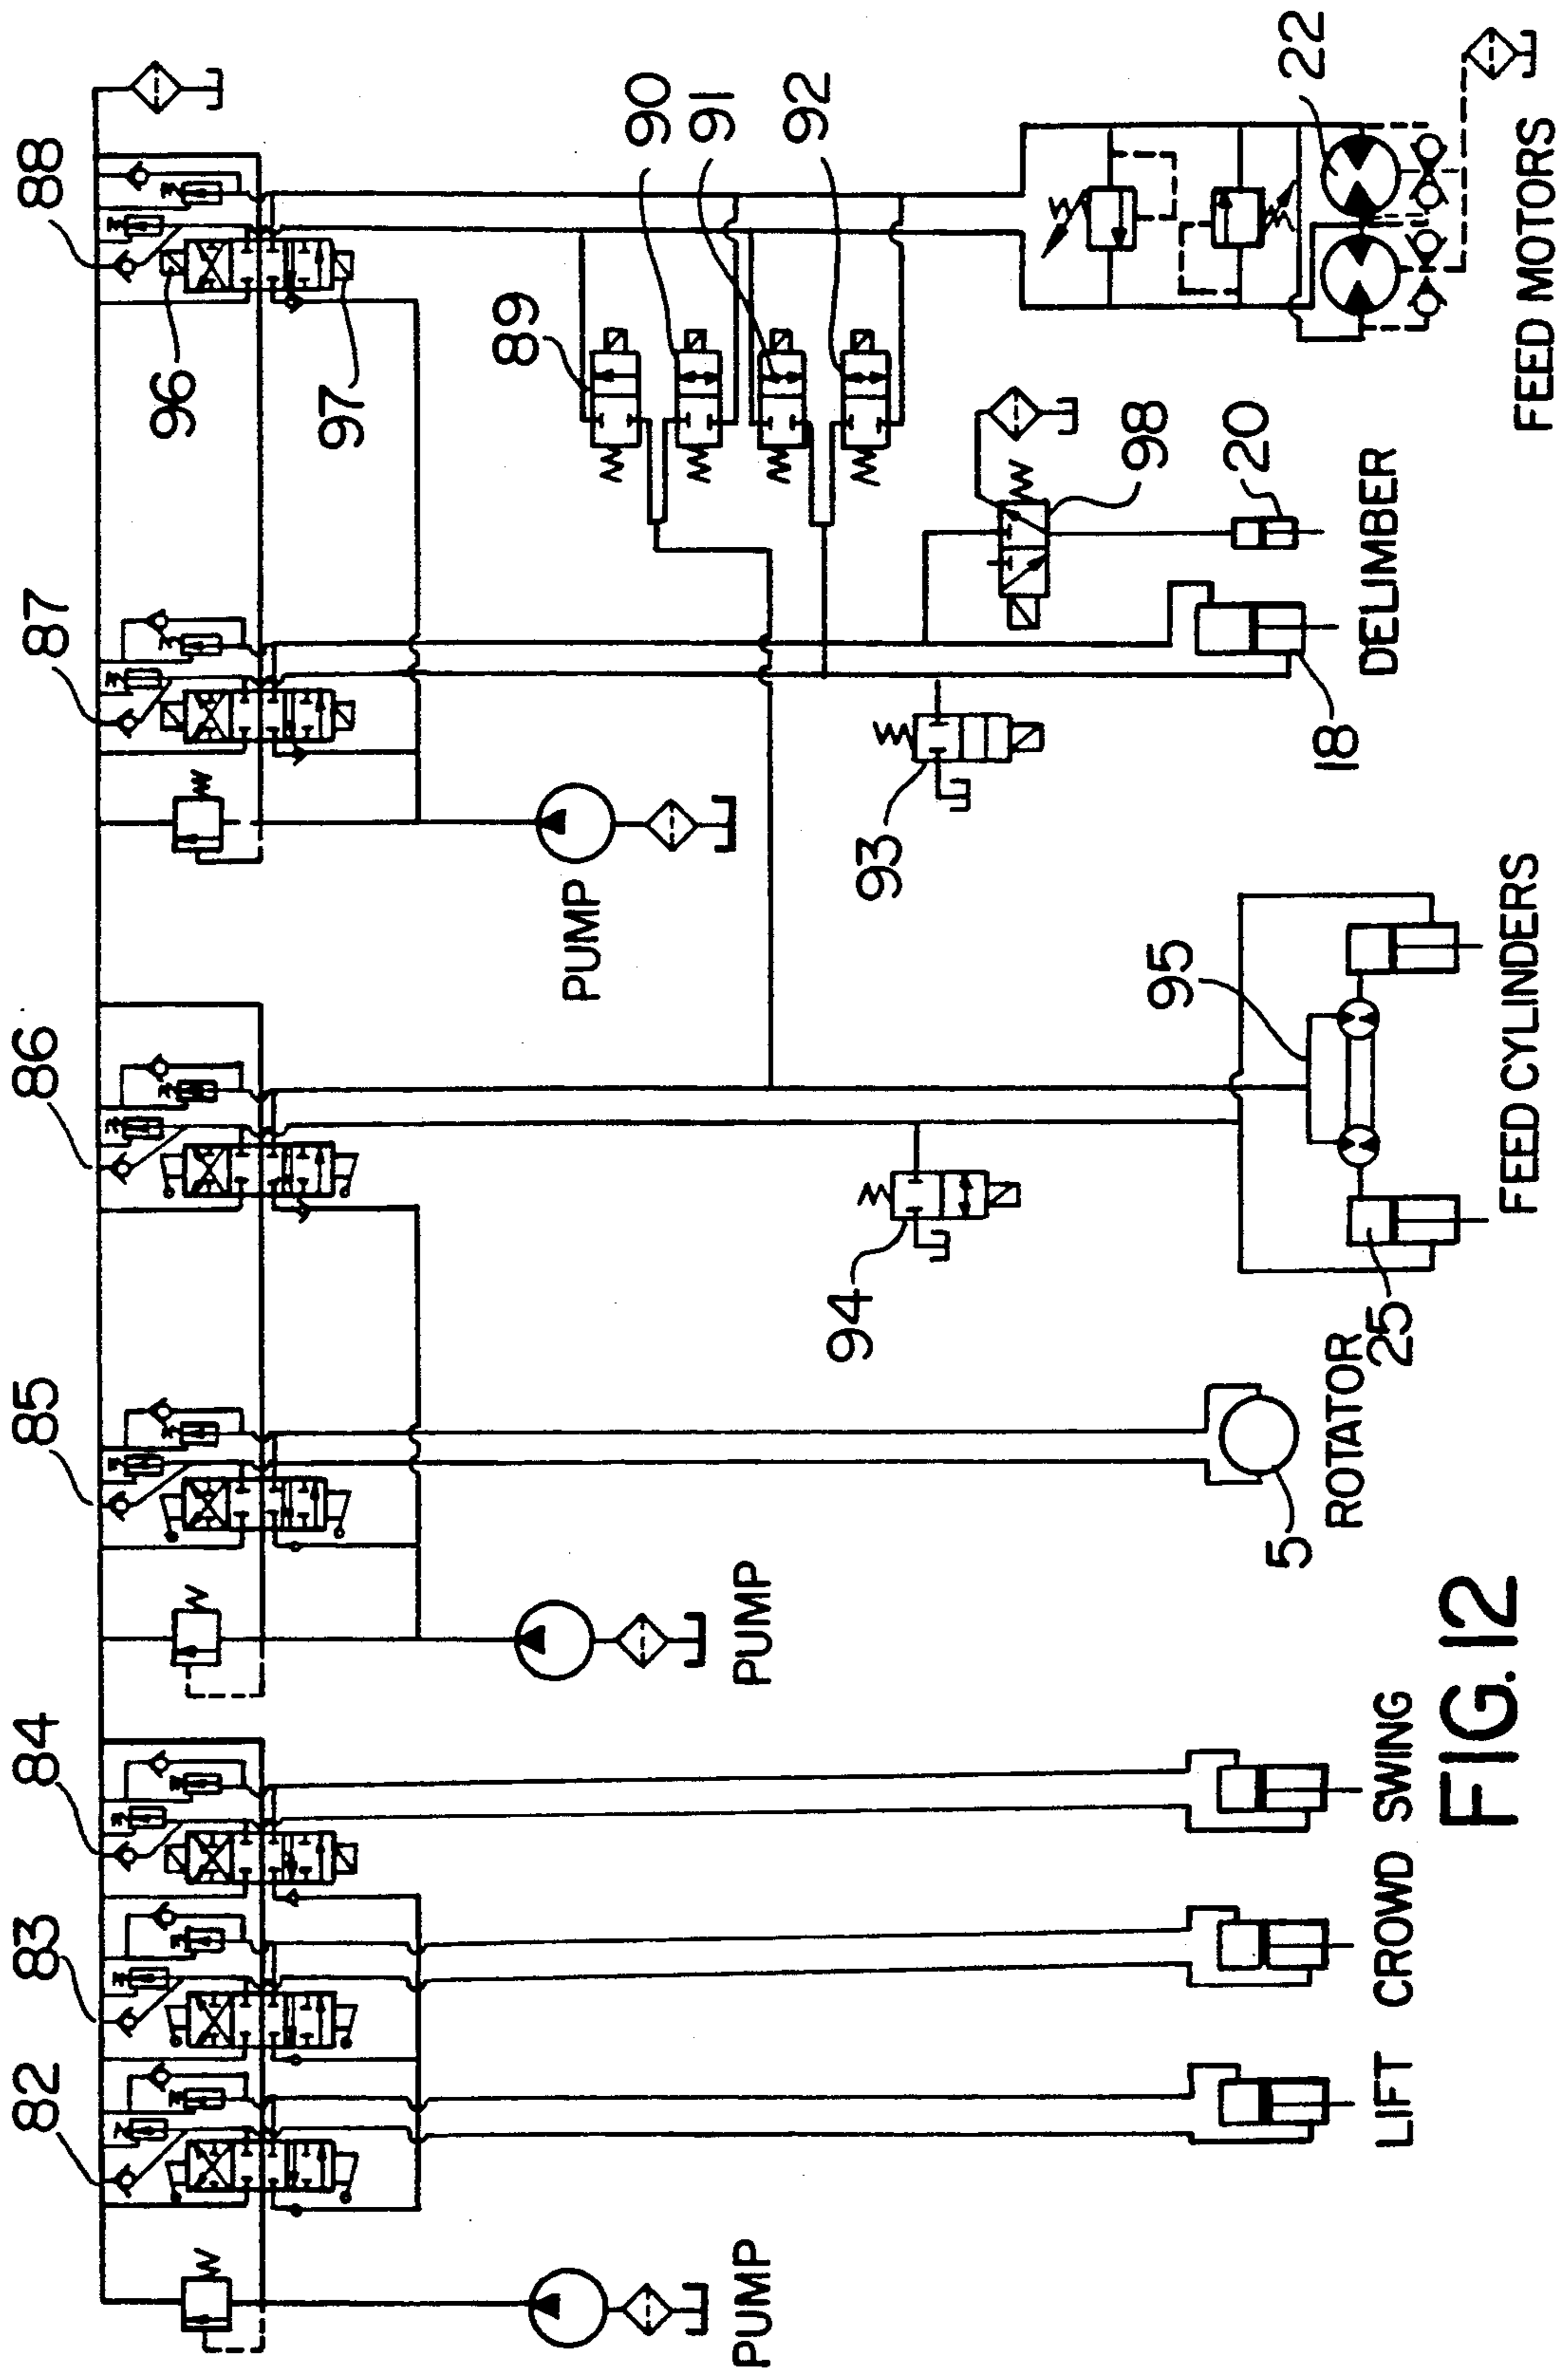 82
83
84
85
86
87
88
96
97
89
90
91
92
PUMP
PUMP
PUMP
94
93
98
95
20
22
LIFT
CROWD
SWING
5
ROTATOR
25
FEED CYLINDERS
18
DELIMBER
FEED MOTORS
FIG. 12